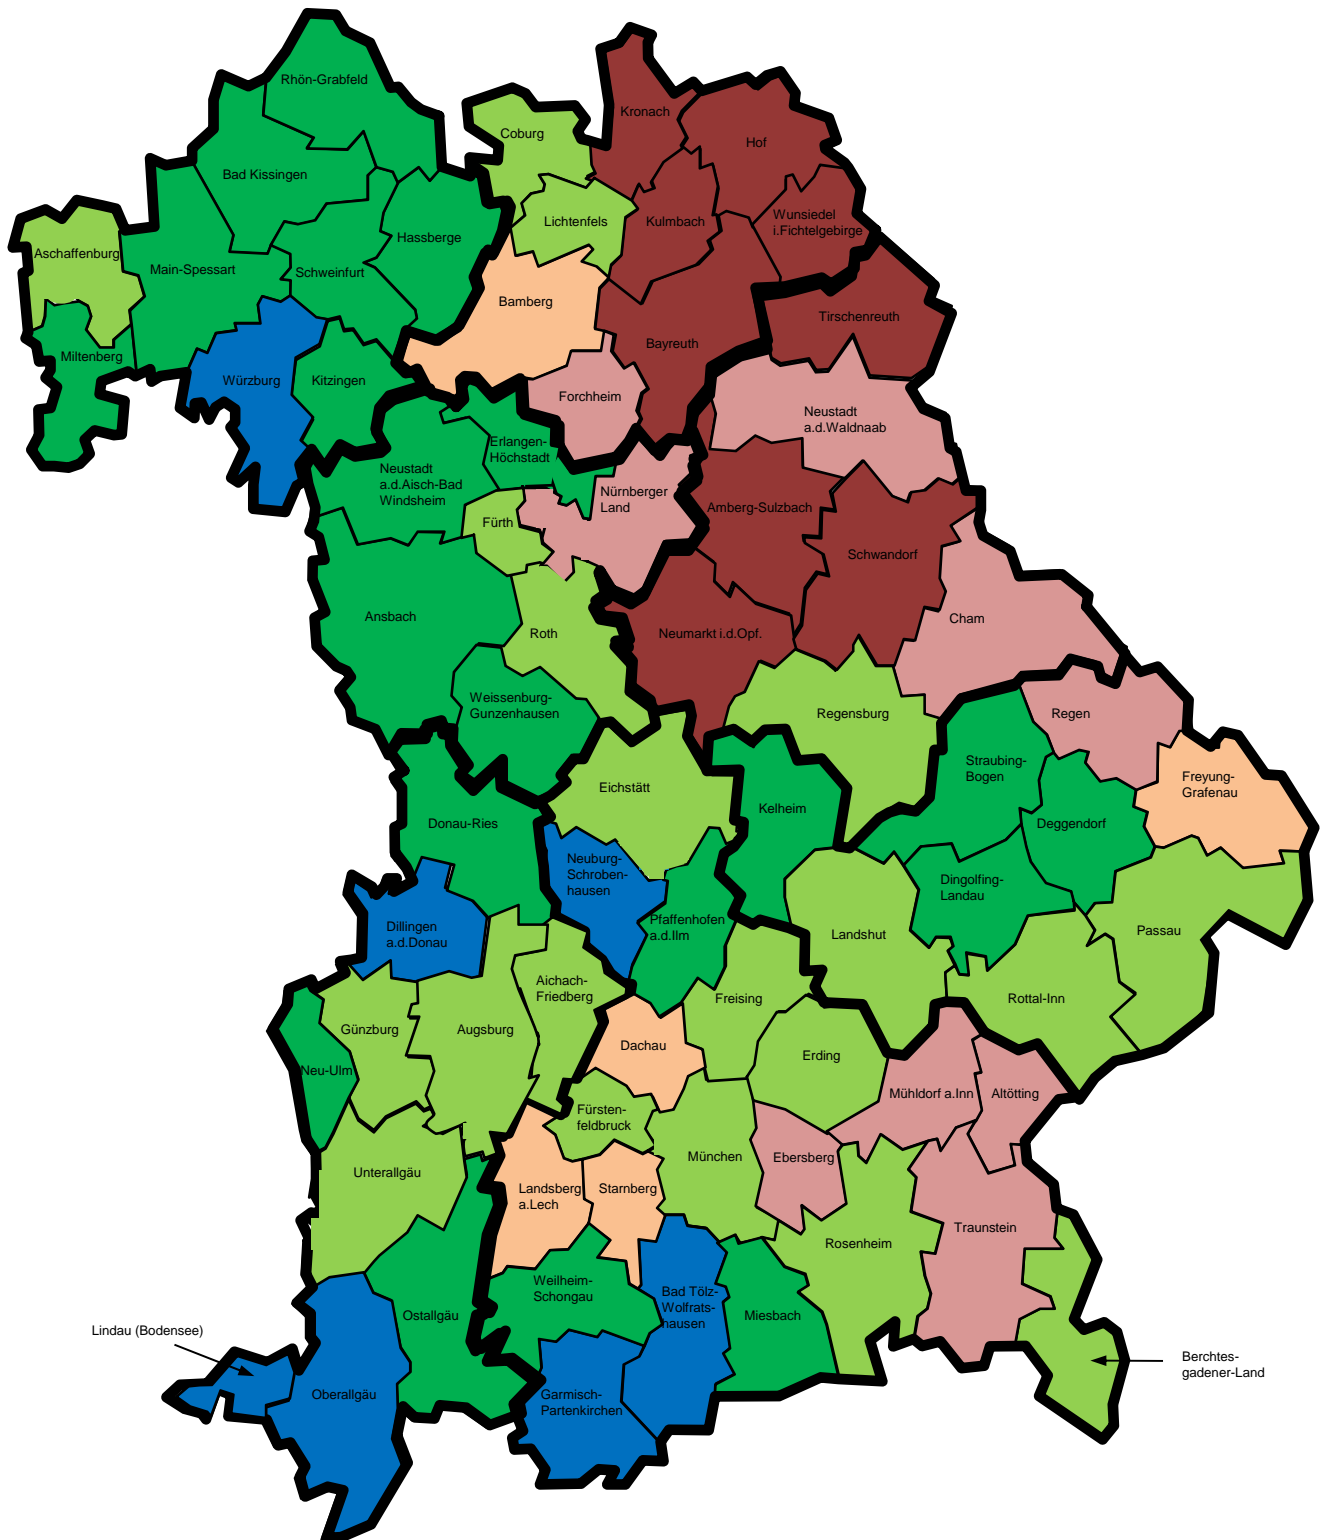 Rhön-Grabfeld
Kronach
Coburg
Hof
Bad Kissingen
Lichtenfels
Kulmbach
Wunsiedel
i.Fichtelgebirge
Hassberge
Aschaffenburg
Main-Spessart
Schweinfurt
Bamberg
Tirschenreuth
Bayreuth
Miltenberg
Würzburg
Kitzingen
Forchheim
Neustadt
a.d.Waldnaab
Erlangen-
Höchstadt
Neustadt
a.d.Aisch-Bad
Windsheim
Nürnberger
Land
Amberg-Sulzbach
Fürth
Schwandorf
Ansbach
Roth
Neumarkt i.d.Opf.
Cham
Weissenburg-
Gunzenhausen
Regensburg
Regen
Straubing-
Bogen
Freyung-
Grafenau
Eichstätt
Kelheim
Donau-Ries
Deggendorf
Neuburg-
Schroben-
hausen
Dingolfing-
Landau
Pfaffenhofen
a.d.Ilm
Dillingen
a.d.Donau
Landshut
Passau
Aichach-
Friedberg
Freising
Rottal-Inn
Günzburg
Augsburg
Dachau
Erding
Neu-Ulm
Mühldorf a.Inn
Altötting
Fürsten-
feldbruck
München
Ebersberg
Unterallgäu
Landsberg
a.Lech
Starnberg
Traunstein
Rosenheim
Weilheim-
Schongau
Bad Tölz-
Wolfrats-
hausen
Ostallgäu
Miesbach
Lindau (Bodensee)
Berchtes-
gadener-Land
Oberallgäu
Garmisch-
Partenkirchen